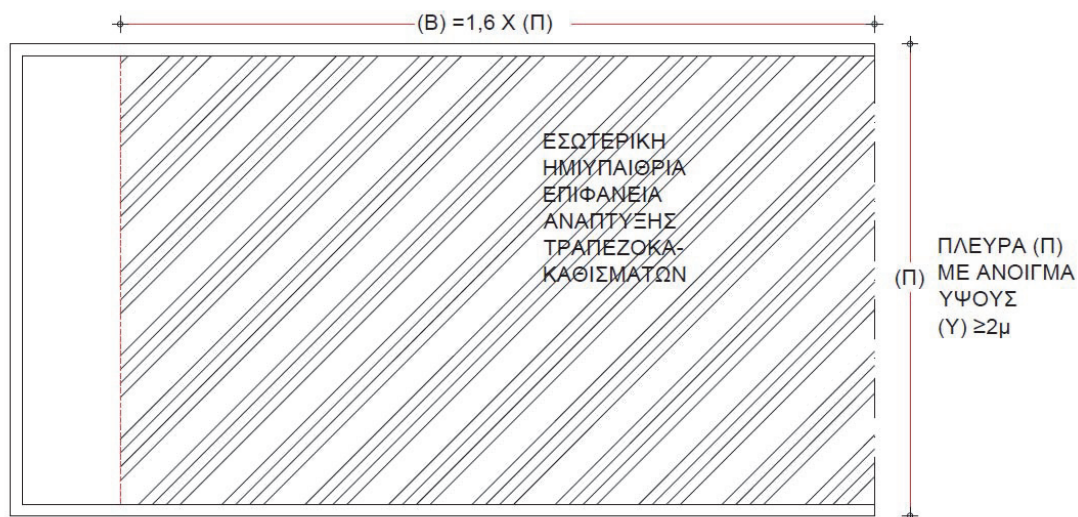 (Β) =1,6 Χ (Π)
ΕΣΩΤΕΡΙΚΗ
ΗΜΙΥΠΑΙΘΡΙΑ
ΕΠΙΦΑΝΕΙΑ
ΑΝΑΠΤΥΞΗΣ
ΤΡΑΠΕΖΟΚΑ-
ΚΑΘΙΣΜΑΤΩΝ
(Π)
ΠΛΕΥΡΑ (Π)
ΜΕ ΑΝΟΙΓΜΑ
ΥΨΟΥΣ
(Υ) ≥2μ